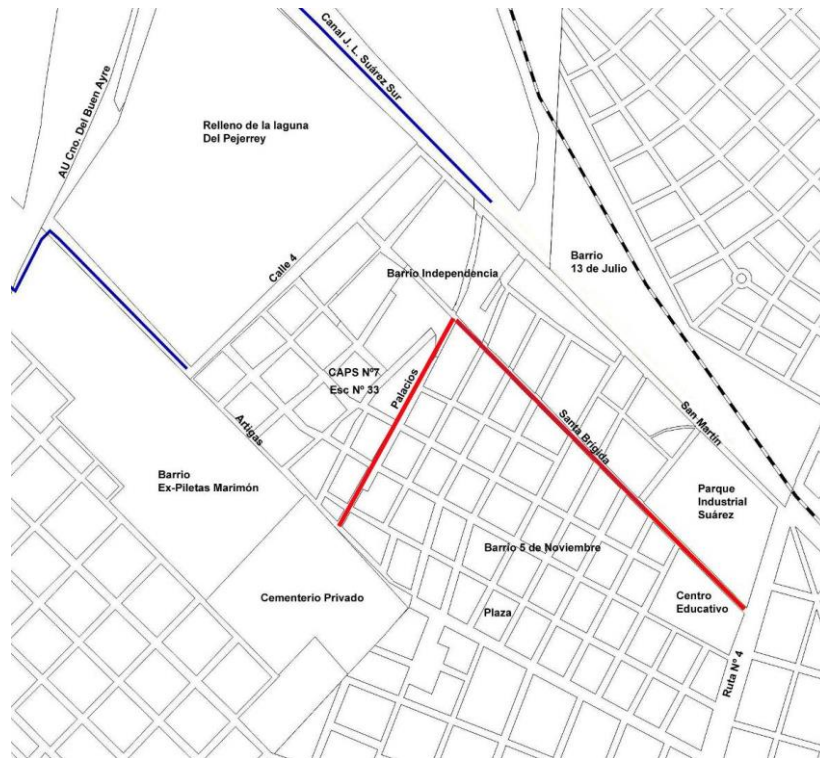 Canal J. L. Suárez Sur
AU Cno. Del Buen Ayre
Relleno de la laguna
Del Pejerrey
Calle 4
Barrio
13 de Julio
Barrio Independencia
CAPS Nº7
Esc Nº 33
Palacios
Artigas
Santa Brigida
San Martín
Barrio
Ex-Piletas Marimón
Parque
Industrial
Suárez
Barrio 5 de Noviembre
Cementerio Privado
Plaza
Centro
Educativo
Ruta Nº 4